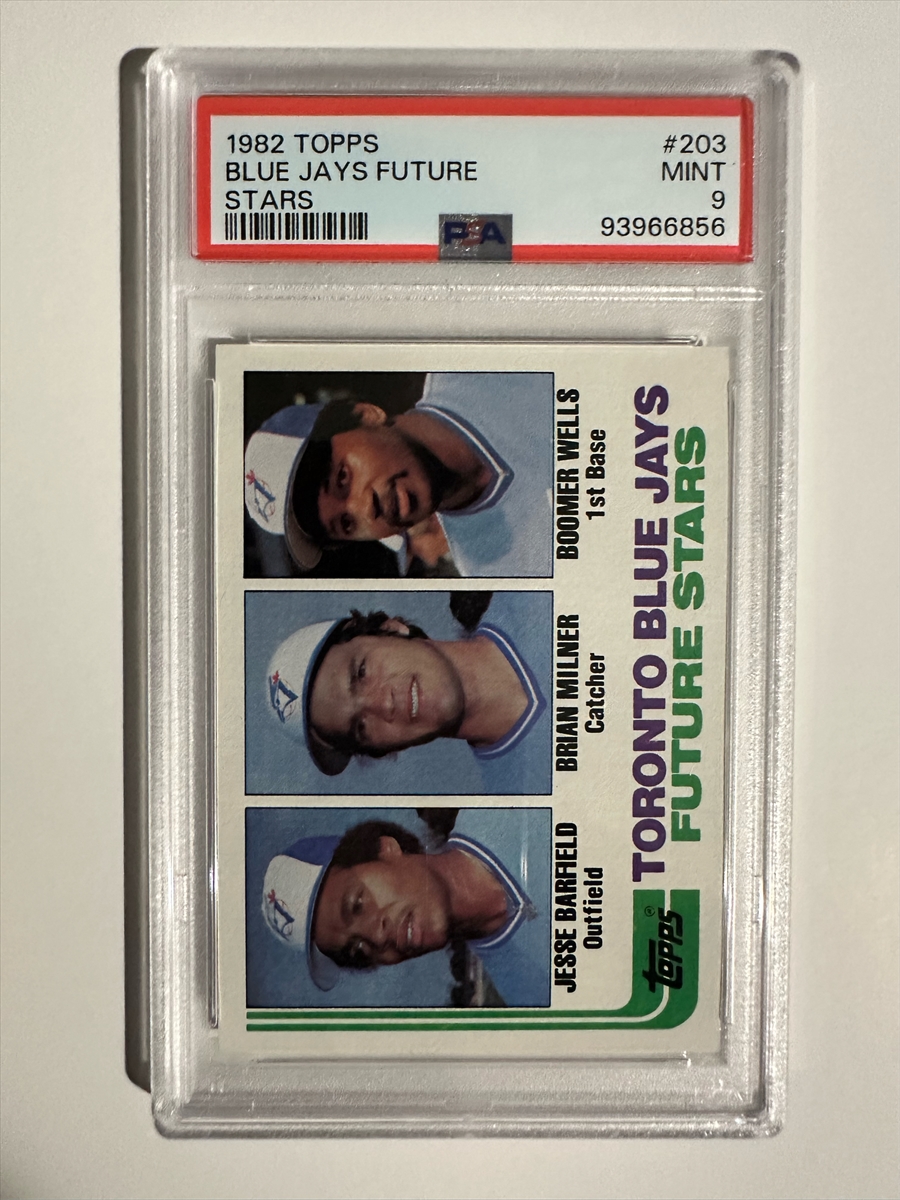 1982 TOPPS #203
BLUE JAYS FUTURE MINT
STARS 9
93966856
PSA
JESSE BARFIELD
Outfield
BRIAN MILNER
Catcher
BOOMER WELLS
1st Base
topps®
TORONTO BLUE JAYS
FUTURE STARS